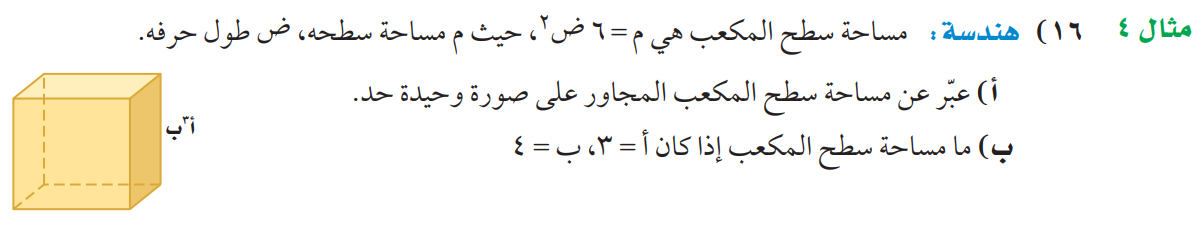 مثال ٤ ١٦) هندسة : مساحة سطح المكعب هي م = ٦ ض٢، حيث م مساحة سطحه، ض طول حرفه.
أ) عبّر عن مساحة سطح المكعب المجاور على صورة وحيدة حد.
أ٣ب
ب) ما مساحة سطح المكعب إذا كان أ = ٣، ب = ٤